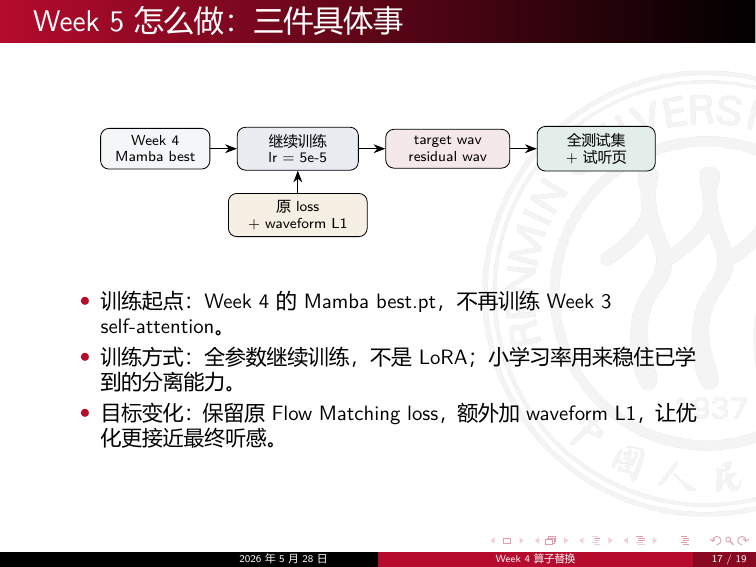 Week 5 怎么做：三件具体事
Week 4
Mamba best
继续训练
lr = 5e-5
target wav
residual wav
全测试集
+ 试听页
原 loss
+ waveform L1
• 训练起点：Week 4 的 Mamba best.pt，不再训练 Week 3
self-attention。
• 训练方式：全参数继续训练，不是 LoRA；小学习率用来稳住已学
到的分离能力。
• 目标变化：保留原 Flow Matching loss，额外加 waveform L1，让优
化更接近最终听感。
1937
中国人民
2026 年 5 月 28 日
Week 4 算子替换
17 / 19